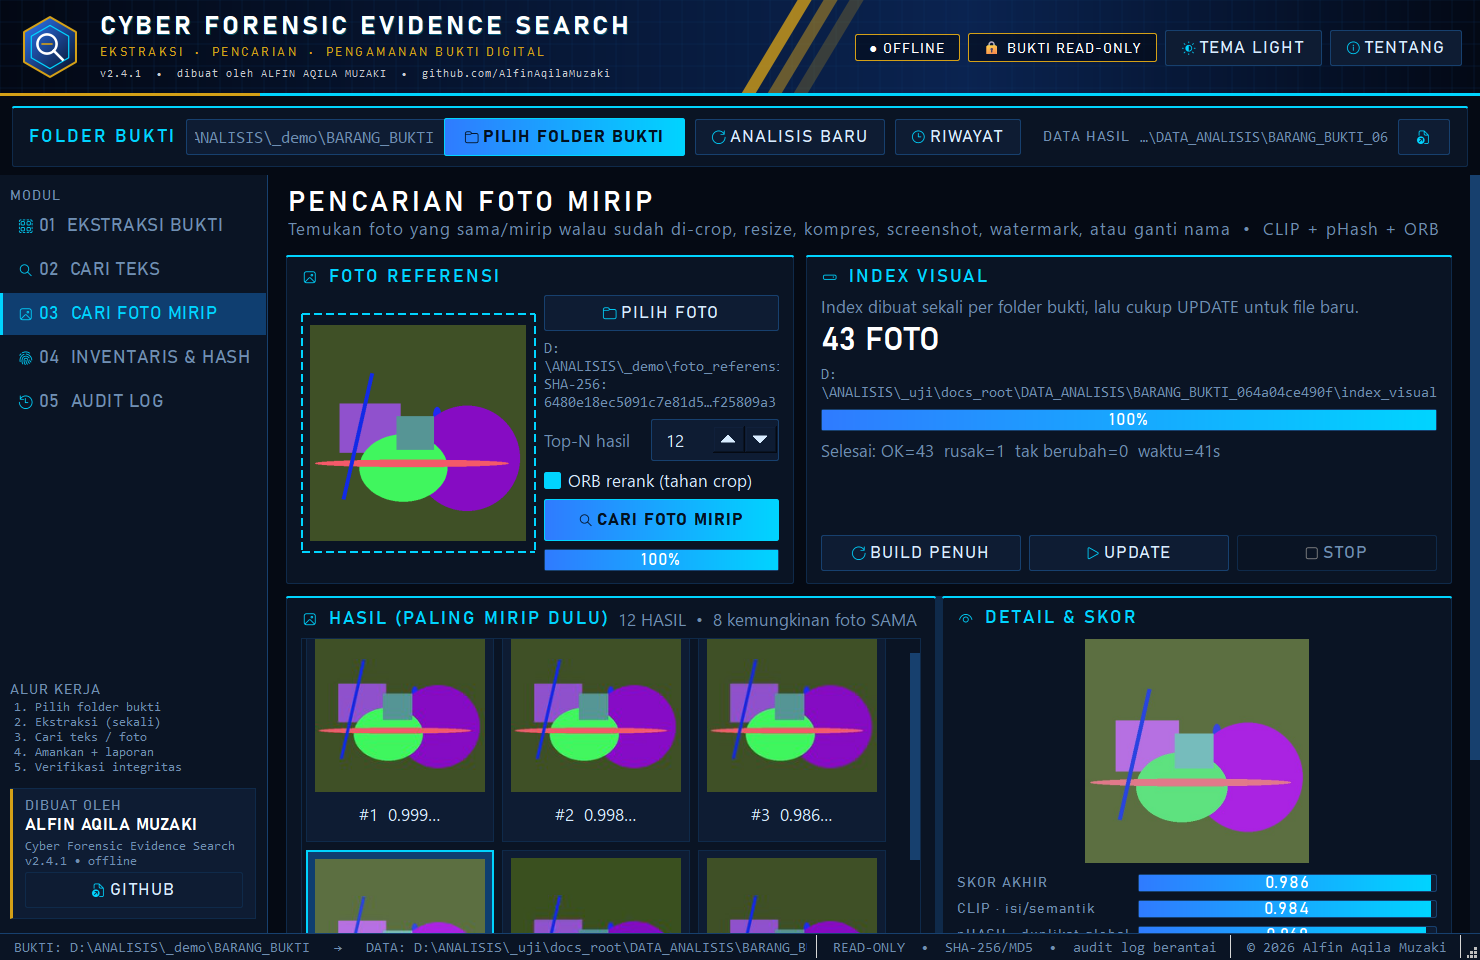 CYBER FORENSIC EVIDENCE SEARCH
EKSTRAKSI · PENCARIAN · PENGAMANAN BUKTI DIGITAL
v2.4.1 • dibuat oleh ALFIN AQILA MUZAKI • github.com/AlfinAqilaMuzaki
● OFFLINE
BUKTI READ-ONLY
TEMA LIGHT
TENTANG
FOLDER BUKTI
ANALISIS\_demo\BARANG_BUKTI
PILIH FOLDER BUKTI
ANALISIS BARU
RIWAYAT
DATA HASIL
…\DATA_ANALISIS\BARANG_BUKTI_06
MODUL
01 EKSTRAKSI BUKTI
02 CARI TEKS
03 CARI FOTO MIRIP
04 INVENTARIS & HASH
05 AUDIT LOG
ALUR KERJA
1. Pilih folder bukti
2. Ekstraksi (sekali)
3. Cari teks / foto
4. Amankan + laporan
5. Verifikasi integritas
DIBUAT OLEH
ALFIN AQILA MUZAKI
Cyber Forensic Evidence Search
v2.4.1 • offline
GITHUB
PENCARIAN FOTO MIRIP
Temukan foto yang sama/mirip walau sudah di-crop, resize, kompres, screenshot, watermark, atau ganti nama • CLIP + pHash + ORB
FOTO REFERENSI
PILIH FOTO
D:
\ANALISIS\_demo\foto_referensi
SHA-256:
6480e18ec5091c7e81d5…f25809a3
Top-N hasil
12
ORB rerank (tahan crop)
CARI FOTO MIRIP
100%
INDEX VISUAL
Index dibuat sekali per folder bukti, lalu cukup UPDATE untuk file baru.
43 FOTO
D:
\ANALISIS\_uji\docs_root\DATA_ANALISIS\BARANG_BUKTI_064a04ce490f\index_visual
100%
Selesai: OK=43 rusak=1 tak berubah=0 waktu=41s
BUILD PENUH
UPDATE
STOP
HASIL (PALING MIRIP DULU)
12 HASIL • 8 kemungkinan foto SAMA
#1 0.999...
#2 0.998...
#3 0.986...
DETAIL & SKOR
SKOR AKHIR
0.986
CLIP · isi/semantik
0.984
BUKTI: D:\ANALISIS\_demo\BARANG_BUKTI → DATA: D:\ANALISIS\_uji\docs_root\DATA_ANALISIS\BARANG_B
READ-ONLY • SHA-256/MD5 • audit log berantai
© 2026 Alfin Aqila Muzaki